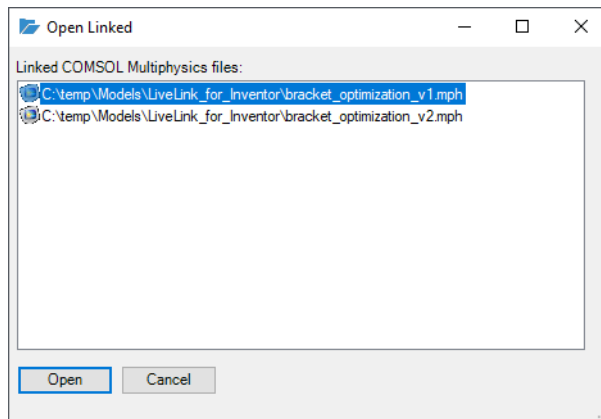 Open Linked
Linked COMSOL Multiphysics files:
C:\temp\Models\LiveLink_for_Inventor\bracket_optimization_v1.mph
C:\temp\Models\LiveLink_for_Inventor\bracket_optimization_v2.mph
Open Cancel